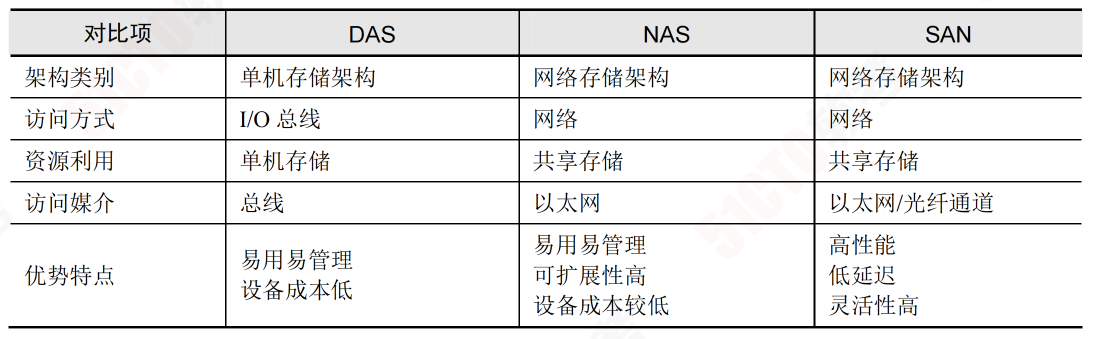 对比项 DAS NAS SAN
架构类别 单机存储架构 网络存储架构 网络存储架构
访问方式 I/O 总线 网络 网络
资源利用 单机存储 共享存储 共享存储
访问媒介 总线 以太网 以太网/光纤通道
优势特点
易用易管理
设备成本低
易用易管理
可扩展性高
设备成本较低
高性能
低延迟
灵活性高